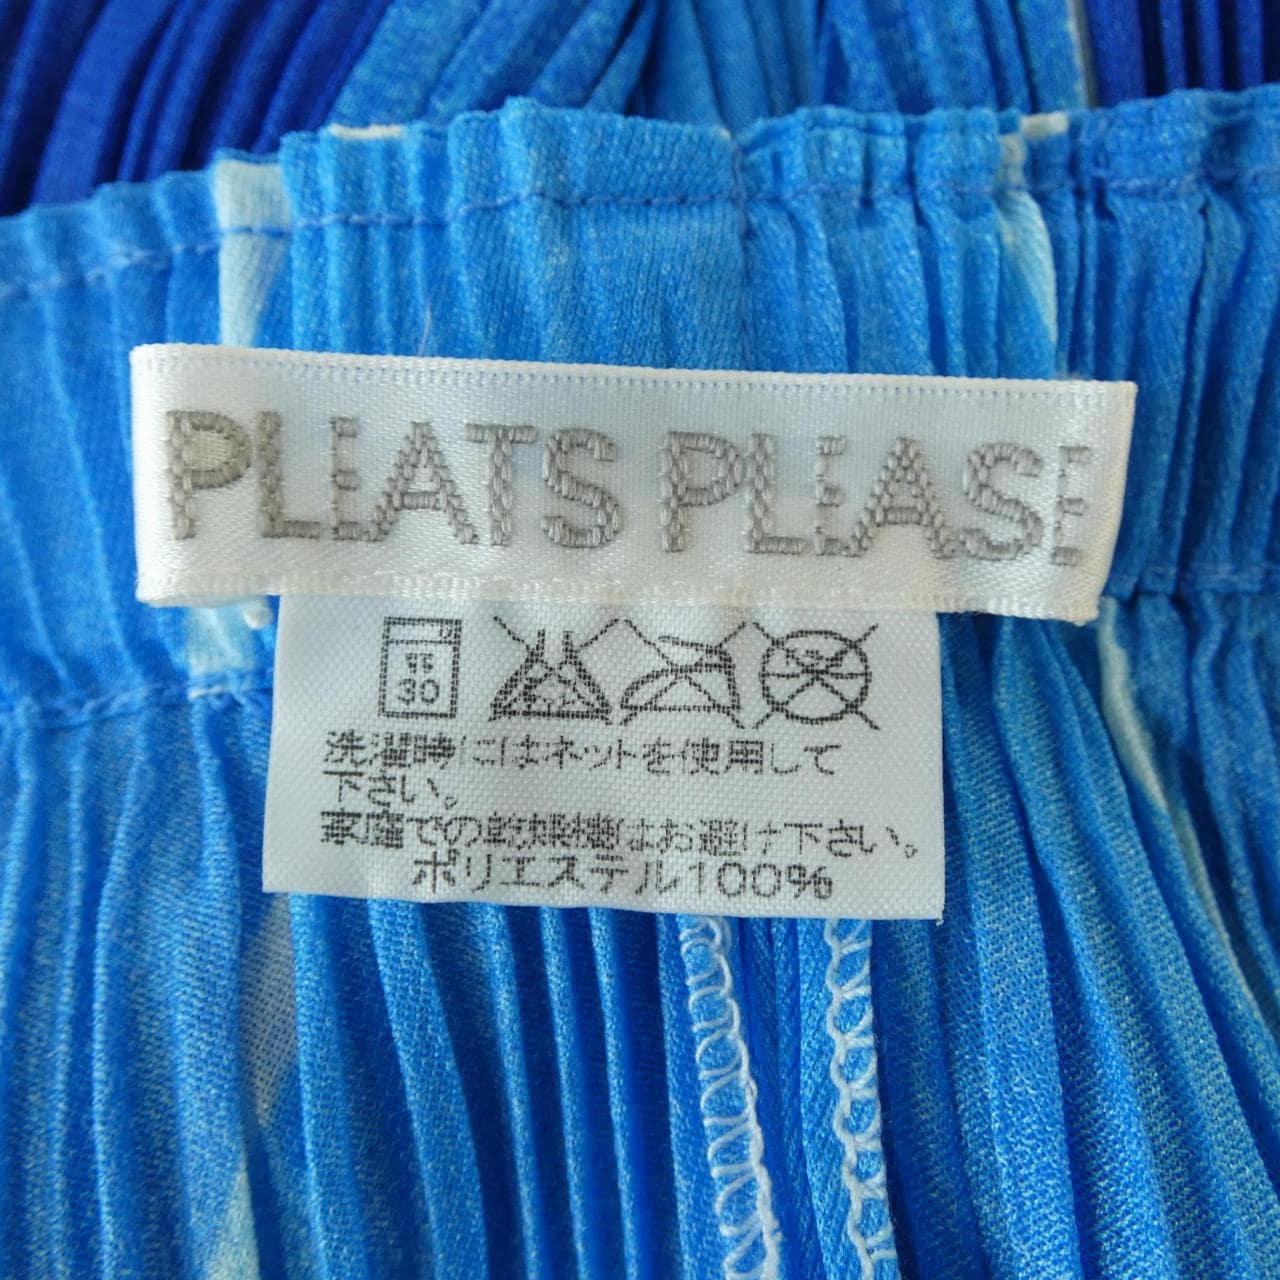 PLEATS PLEASE
弱
30
洗濯時にはネットを使用して
下さい。
家庭での乾燥機はお避け下さい。
ポリエステル100%